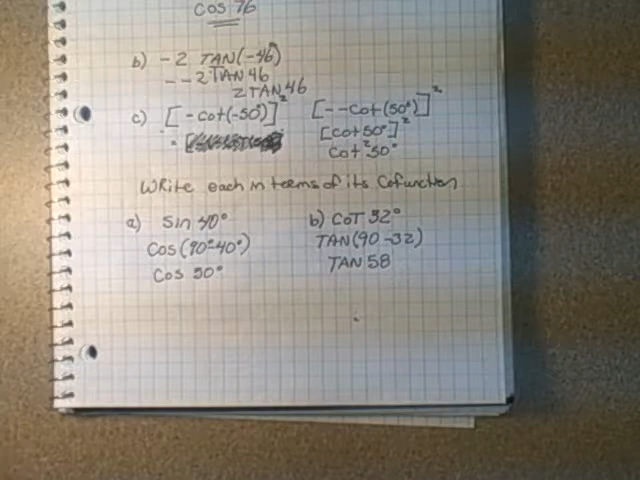 COS 76
b) -2 TAN(-46°)
--2 TAN 46
2 TAN 46
c) [-cot(-50°)]² [--cot(50°)]²
= [cot 50°]²
cot² 50°
Write each in terms of its Cofunction
a) sin 40° b) COT 32°
COS (90°-40°) TAN(90-32)
COS 50° TAN 58